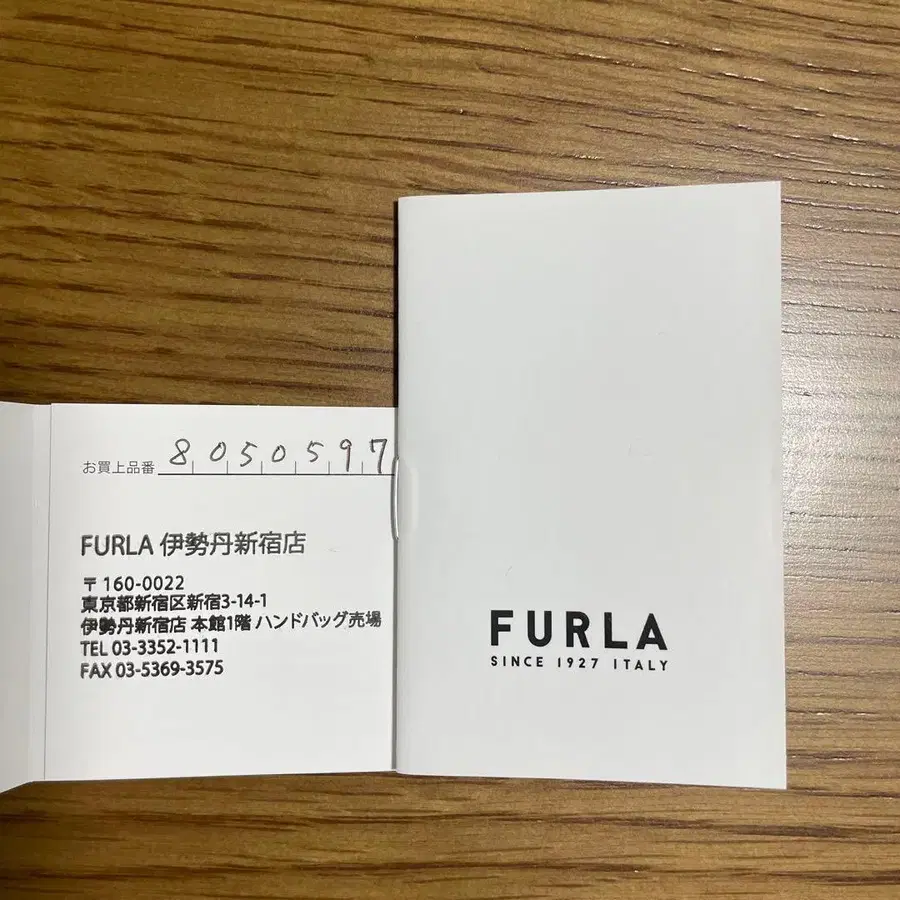 お買上品番 8050597
FURLA 伊勢丹新宿店
〒160-0022
東京都新宿区新宿3-14-1
伊勢丹新宿店 本館1階 ハンドバッグ売場
TEL 03-3352-1111
FAX 03-5369-3575
FURLA
SINCE 1927 ITALY